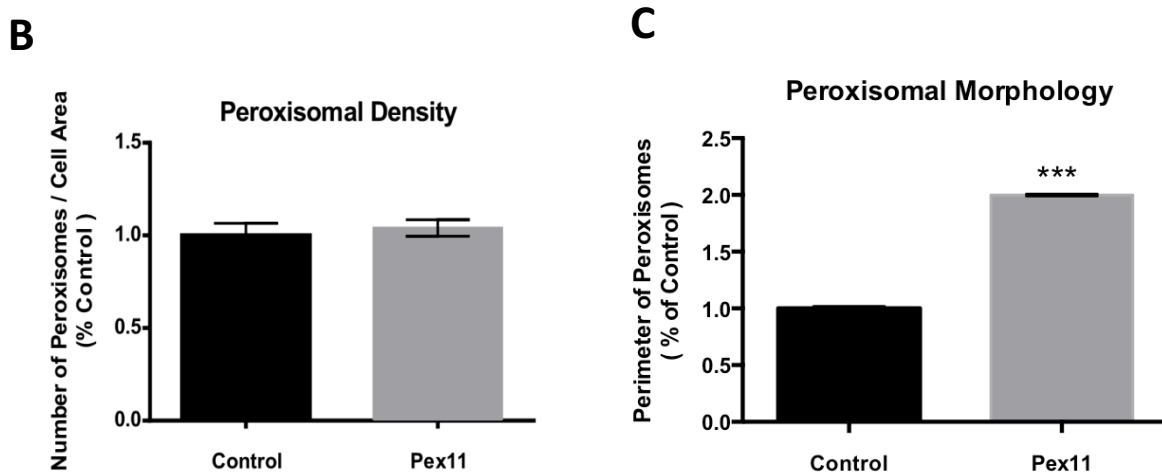 B
Peroxisomal Density
Number of Peroxisomes / Cell Area
(% Control )
1.5
1.0
0.5
0.0
Control
Pex11
C
Peroxisomal Morphology
Perimeter of Peroxisomes
( % of Control)
2.5
2.0
1.5
1.0
0.5
0.0
***
Control
Pex11